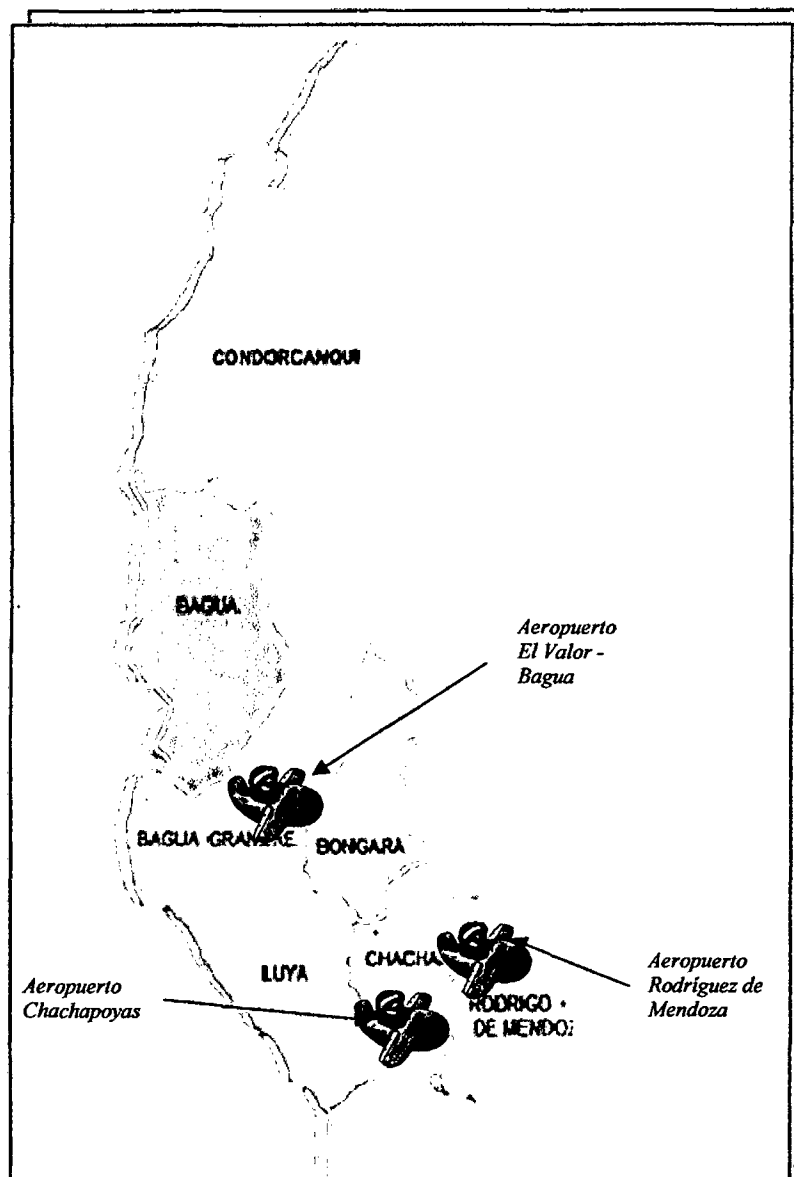 CONDORCANQUI
BAGUA.
Aeropuerto
El Valor -
Bagua
BAGUA GRANDE
BONGARA
LUYA
CHACHA
Aeropuerto
Chachapoyas
RODRIGO
DE MENDOZ
Aeropuerto
Rodríguez de
Mendoza